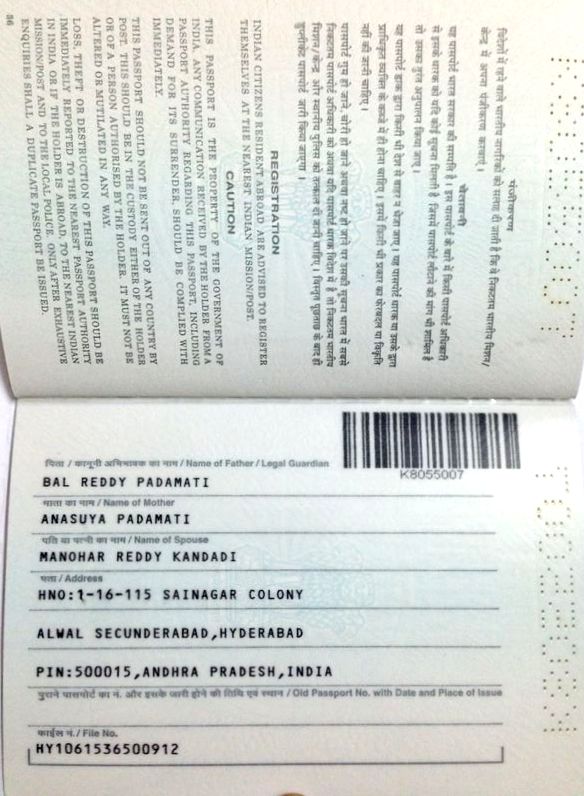 पंजीकरण
विदेशों में रहने वाले भारतीय नागरिकों को सलाह दी जाती है कि वे निकटतम भारतीय मिशन/
केन्द्र में अपना पंजीकरण करवाएं।
चेतावनी
यह पासपोर्ट भारत सरकार की सम्पत्ति है। इस पासपोर्ट के बारे में किसी पासपोर्ट अधिकारी
से इसके धारक को यदि कोई सूचना मिलती है, जिसमें पासपोर्ट लौटाने की मांग भी शामिल है
तो उसका तुरंत अनुपालन किया जाए।
यह पासपोर्ट डाक द्वारा किसी भी देश से बाहर न भेजा जाए। यह पासपोर्ट धारक या उसके द्वारा
प्राधिकृत व्यक्ति के कब्जे में ही होना चाहिए। इसमें किसी भी प्रकार का फेरबदल या विकृति
नहीं की जानी चाहिए।
पासपोर्ट गुम हो जाने, चोरी हो जाने अथवा नष्ट हो जाने पर उसकी सूचना भारत में सबसे
निकटतम पासपोर्ट अधिकारी को अथवा यदि पासपोर्ट धारक विदेश में है तो निकटतम भारतीय
मिशन/केन्द्र और स्थानीय पुलिस को तत्काल दी जानी चाहिए। विस्तृत पूछताछ के बाद ही
डुप्लीकेट पासपोर्ट जारी किया जाएगा।
REGISTRATION
INDIAN CITIZENS RESIDENT ABROAD ARE ADVISED TO REGISTER
THEMSELVES AT THE NEAREST INDIAN MISSION/POST.
CAUTION
THIS PASSPORT IS THE PROPERTY OF THE GOVERNMENT OF
INDIA. ANY COMMUNICATION RECEIVED BY THE HOLDER FROM A
PASSPORT AUTHORITY REGARDING THIS PASSPORT, INCLUDING
DEMAND FOR ITS SURRENDER, SHOULD BE COMPLIED WITH
IMMEDIATELY.
THIS PASSPORT SHOULD NOT BE SENT OUT OF ANY COUNTRY BY
POST. THIS SHOULD BE IN THE CUSTODY EITHER OF THE HOLDER
OR OF A PERSON AUTHORISED BY THE HOLDER. IT MUST NOT BE
ALTERED OR MUTILATED IN ANY WAY.
LOSS, THEFT OR DESTRUCTION OF THIS PASSPORT SHOULD BE
IMMEDIATELY REPORTED TO THE NEAREST PASSPORT AUTHORITY
IN INDIA OR IF THE HOLDER IS ABROAD, TO THE NEAREST INDIAN
MISSION/POST AND TO THE LOCAL POLICE. ONLY AFTER EXHAUSTIVE
ENQUIRIES SHALL A DUPLICATE PASSPORT BE ISSUED.
36
K8055007
पिता / कानूनी अभिभावक का नाम / Name of Father / Legal Guardian
BAL REDDY PADAMATI
माता का नाम / Name of Mother
ANASUYA PADAMATI
पति या पत्नी का नाम / Name of Spouse
MANOHAR REDDY KANDADI
पता / Address
HNO:1-16-115 SAINAGAR COLONY
ALWAL SECUNDERABAD,HYDERABAD
PIN:500015,ANDHRA PRADESH,INDIA
पुराने पासपोर्ट का नं. और इसके जारी होने की तिथि एवं स्थान / Old Passport No. with Date and Place of Issue
फाईल नं. / File No.
HY1061536500912